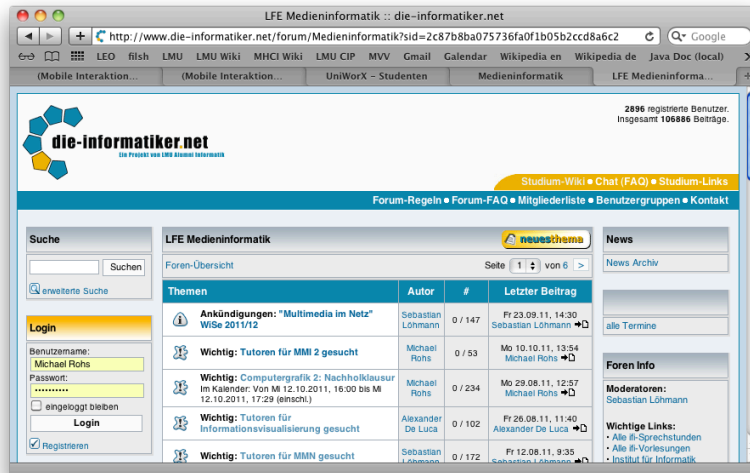 LFE Medieninformatik :: die-informatiker.net
http://www.die-informatiker.net/forum/Medieninformatik?sid=2c87b8ba075736fa0f1b05b2ccd8a6c2
Google
LEO filsh LMU LMU Wiki MHCI Wiki LMU CIP MVV Gmail Calendar Wikipedia en Wikipedia de Java Doc (local)
(Mobile Interaktion... (Mobile Interaktion... UniWorX – Studenten Medieninformatik LFE Medieninforma...
2896 registrierte Benutzer.
Insgesamt 106886 Beiträge.
die-informatiker.net
Ein Projekt von LMU Alumni Informatik
Studium-Wiki Chat (FAQ) Studium-Links
Forum-Regeln Forum-FAQ Mitgliederliste Benutzergruppen Kontakt
Suche
Suchen
erweiterte Suche
Login
Benutzername:
Michael Rohs
Passwort:
eingeloggt bleiben
Login
Registrieren
LFE Medieninformatik
neuesthema
Foren-Übersicht
Seite 1 von 6 >
Themen Autor # Letzter Beitrag
Ankündigungen: "Multimedia im Netz" WiSe 2011/12
Sebastian Löhmann
0 / 147
Fr 23.09.11, 14:30
Sebastian Löhmann
Wichtig: Tutoren für MMI 2 gesucht
Michael Rohs
0 / 53
Mo 10.10.11, 13:54
Michael Rohs
Wichtig: Computergrafik 2: Nachholklausur
Im Kalender: Von Mi 12.10.2011, 16:00 bis Mi
12.10.2011, 17:29 (einschl.)
Michael Rohs
0 / 234
Mo 29.08.11, 12:57
Michael Rohs
Wichtig: Tutoren für
Informationsvisualisierung gesucht
Alexander De Luca
0 / 102
Fr 26.08.11, 11:40
Alexander De Luca
Wichtig: Tutoren für MMN gesucht
Sebastian Löhmann
0 / 172
Fr 12.08.11, 9:35
Sebastian Löhmann
News
News Archiv
alle Termine
Foren Info
Moderatoren:
Sebastian Löhmann
Wichtige Links:
• Alle ifi-Sprechstunden
• Alle ifi-Vorlesungen
• Institut für Informatik